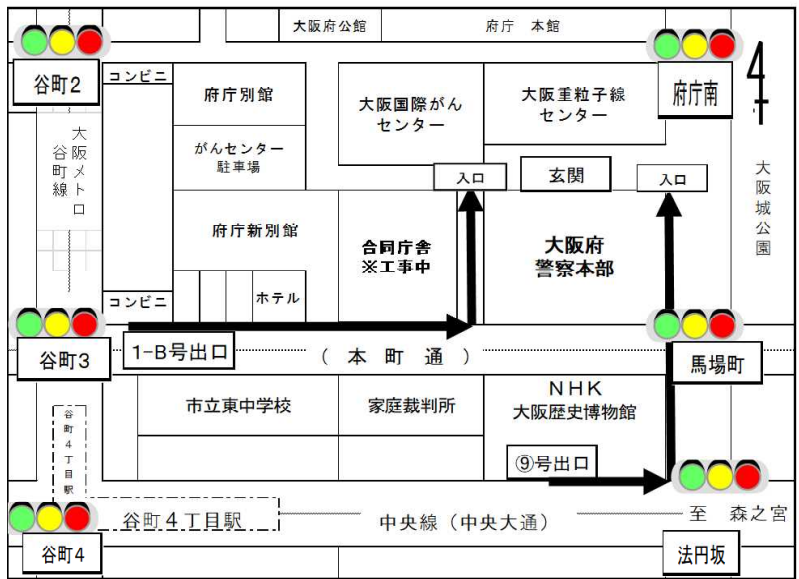 大阪府公館
府庁 本館
谷町2
コンビニ
府庁別館
大阪国際がん
センター
大阪重粒子線
センター
府庁南
4
大阪メトロ
谷町線
がんセンター
駐車場
入口
玄関
入口
大阪城公園
府庁新別館
合同庁舎
※工事中
大阪府
警察本部
コンビニ
ホテル
谷町3
1-B号出口
(本町通)
馬場町
谷町4丁目駅
市立東中学校
家庭裁判所
NHK
大阪歴史博物館
⑨号出口
谷町4丁目駅
中央線(中央大通)
至 森之宮
谷町4
法円坂